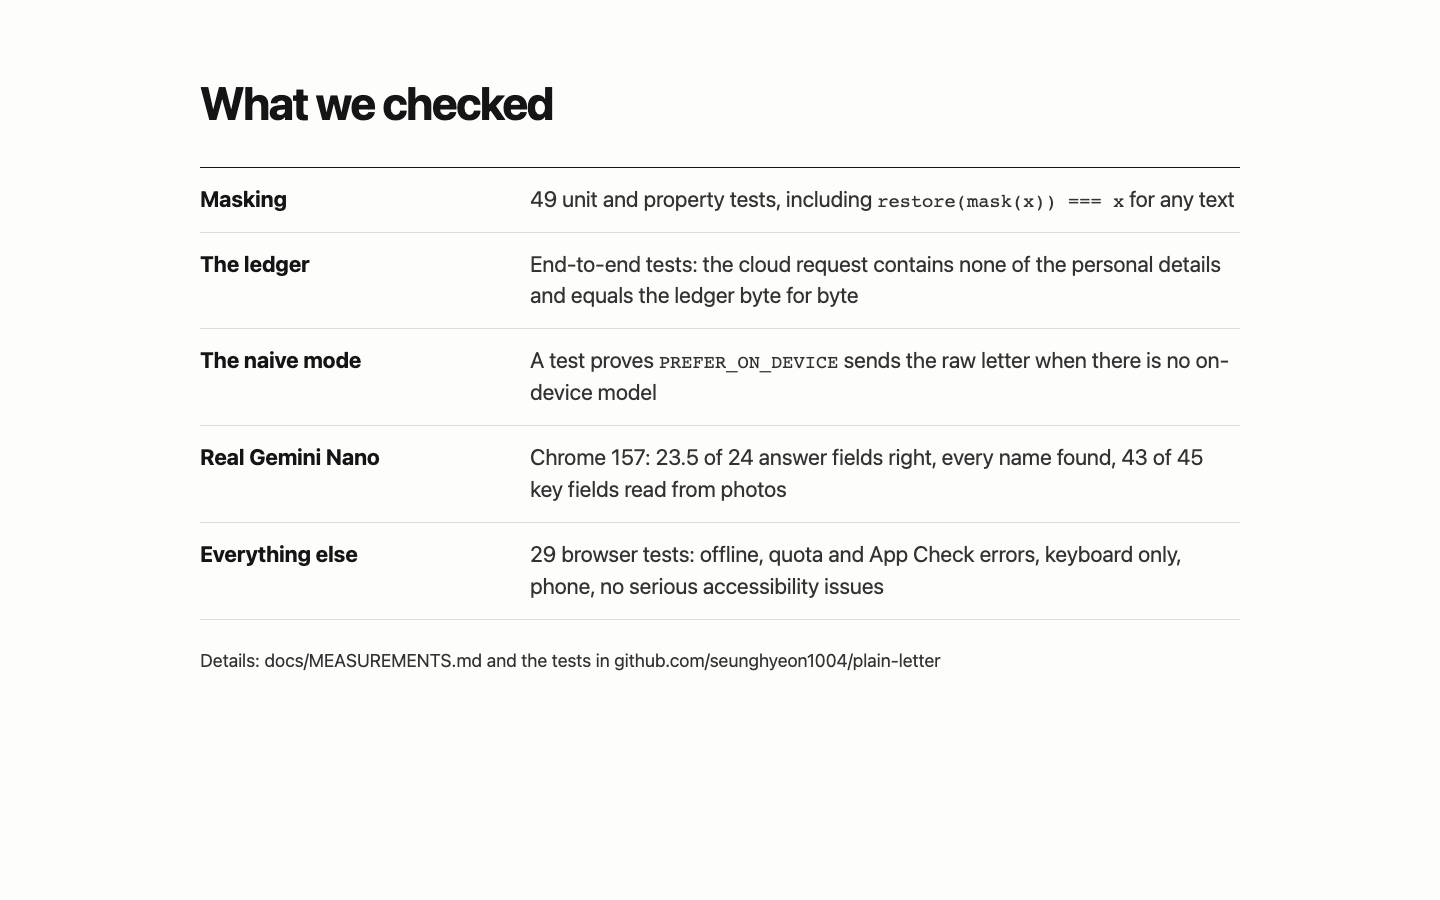 What we checked
Masking
49 unit and property tests, including restore(mask(x)) === x for any text
The ledger
End-to-end tests: the cloud request contains none of the personal details
and equals the ledger byte for byte
The naive mode
A test proves PREFER_ON_DEVICE sends the raw letter when there is no on-
device model
Real Gemini Nano
Chrome 157: 23.5 of 24 answer fields right, every name found, 43 of 45
key fields read from photos
Everything else
29 browser tests: offline, quota and App Check errors, keyboard only,
phone, no serious accessibility issues
Details: docs/MEASUREMENTS.md and the tests in github.com/seunghyeon1004/plain-letter